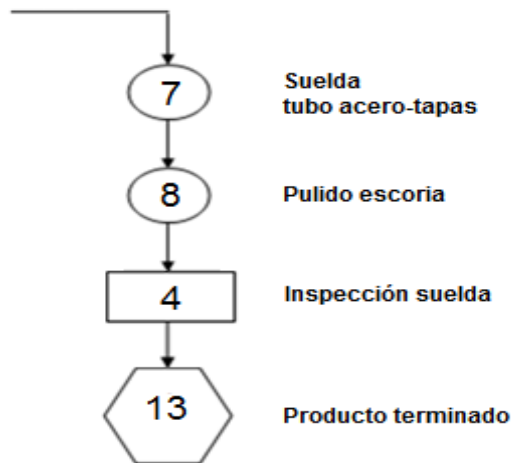 7
Suelda
tubo acero-tapas
8
Pulido escoria
4
Inspección suelda
13
Producto terminado